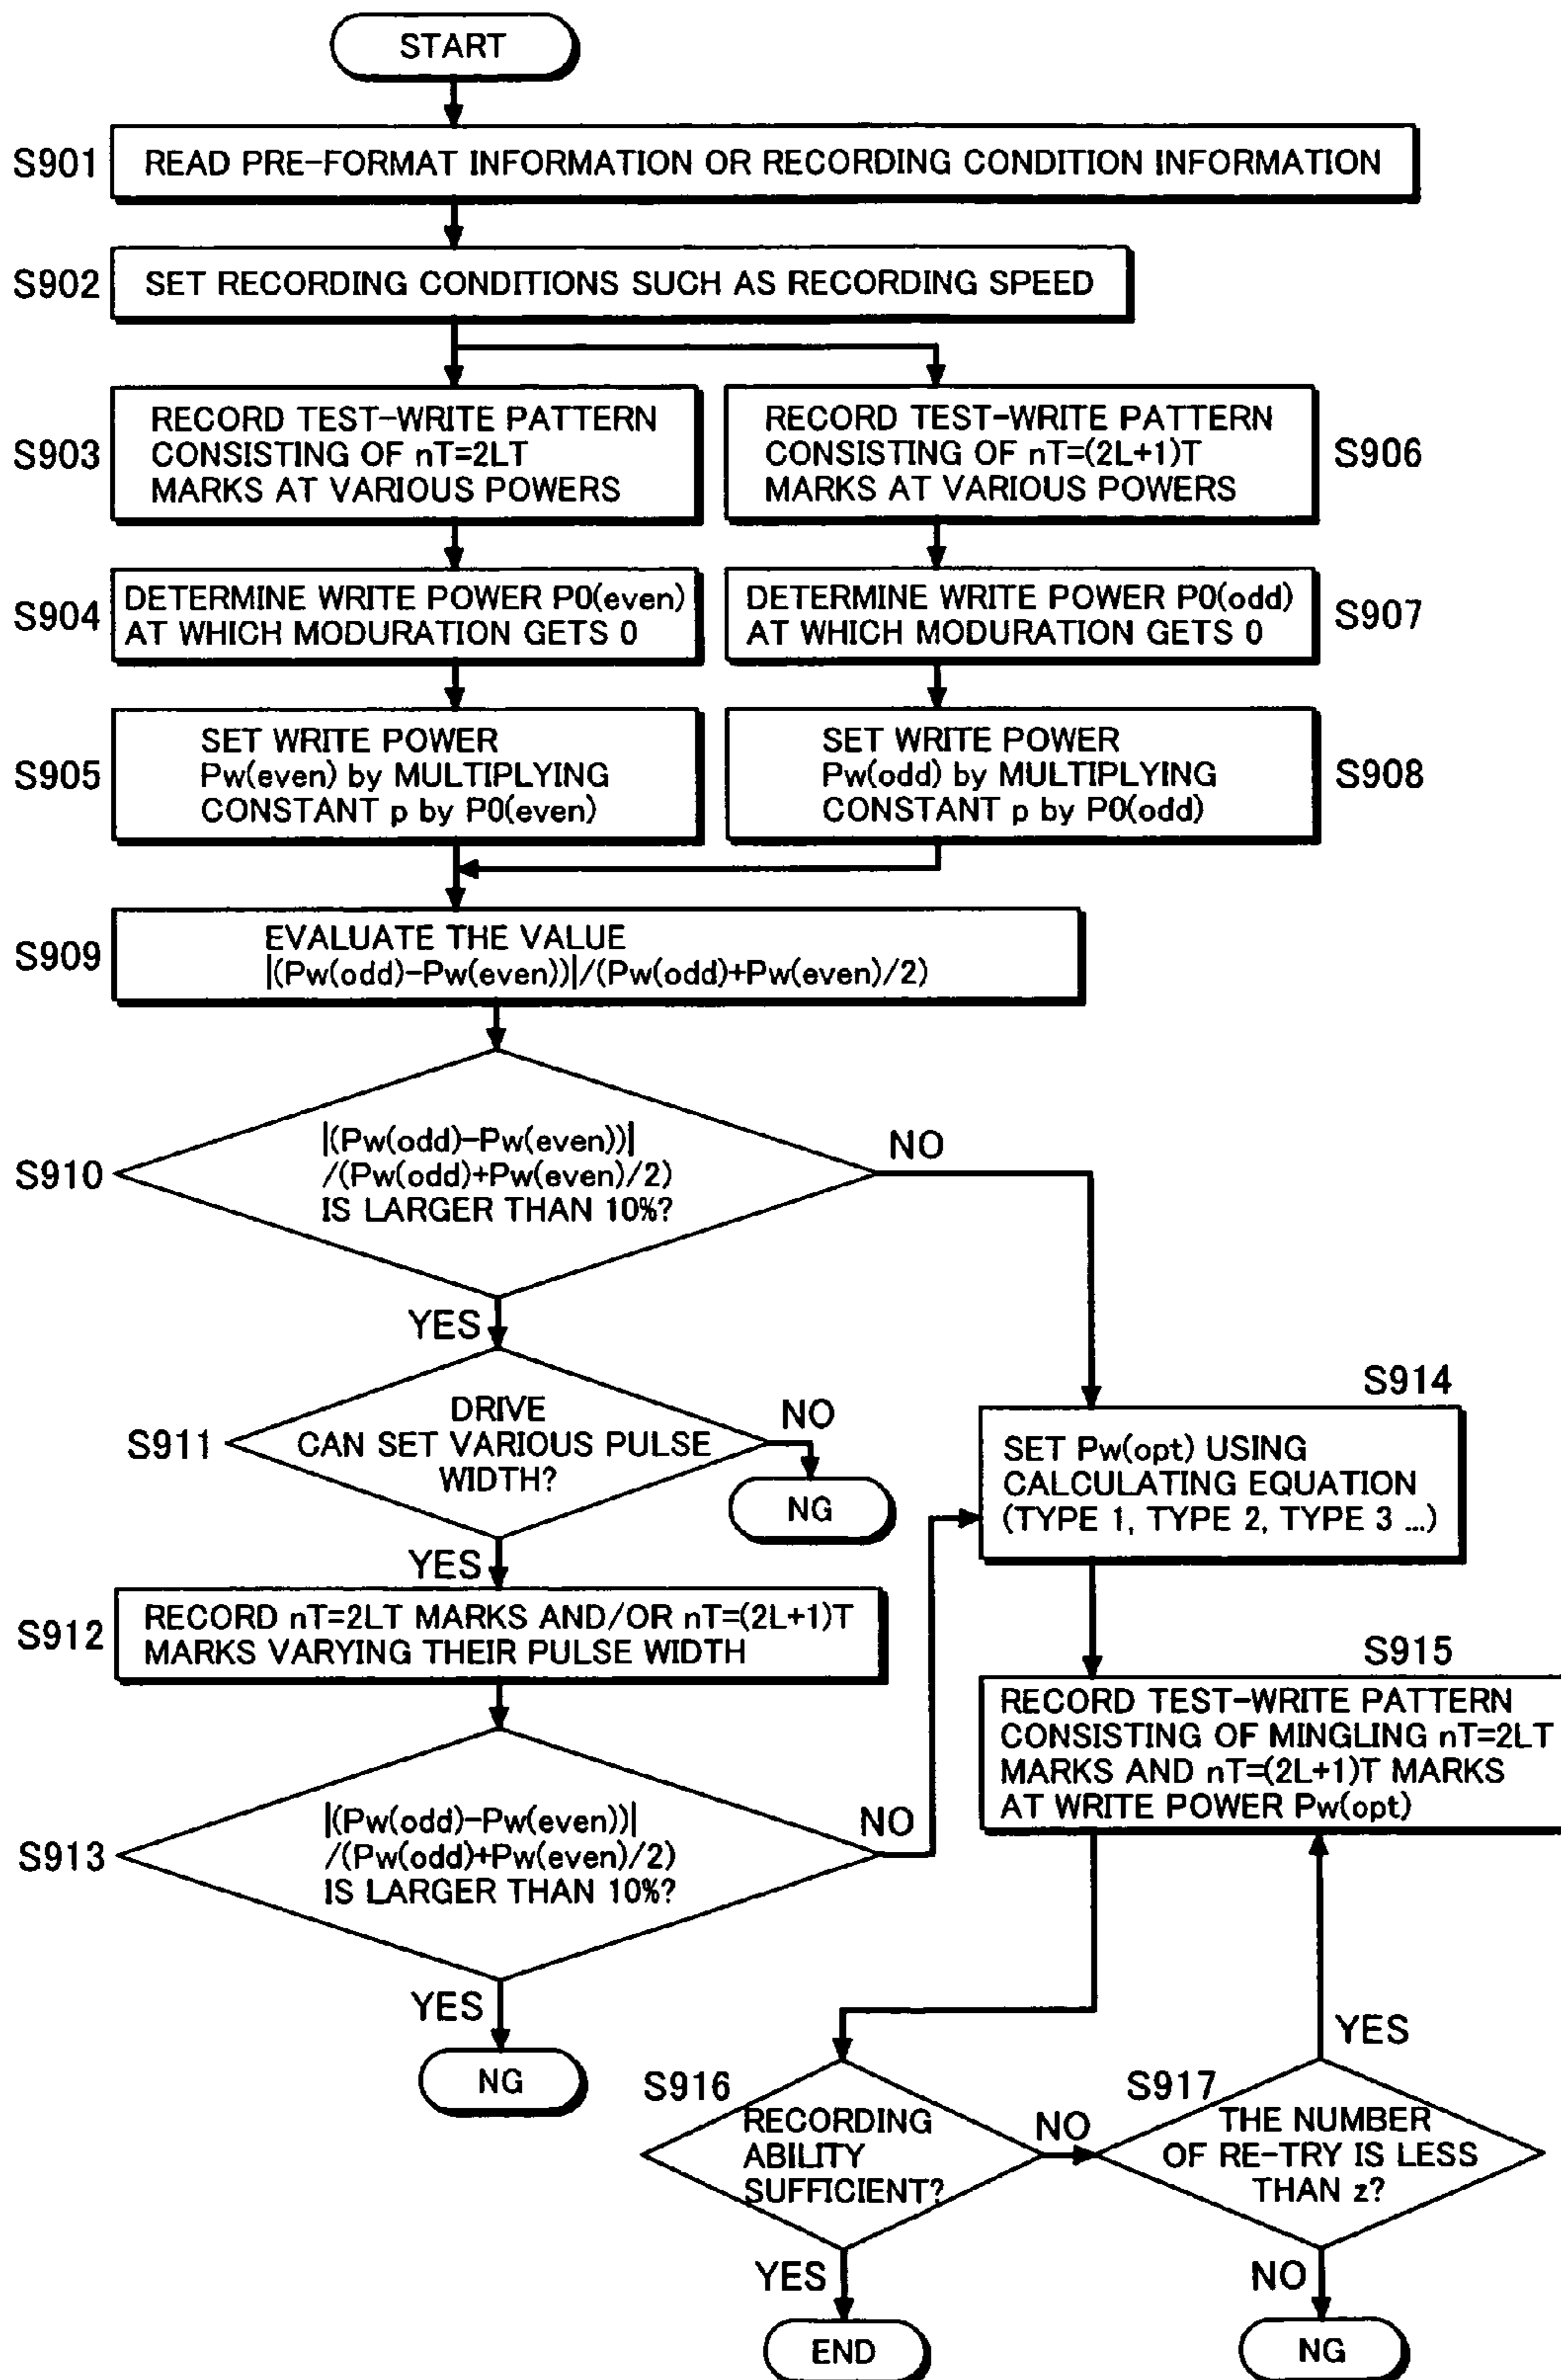 START
S901
READ PRE-FORMAT INFORMATION OR RECORDING CONDITION INFORMATION
S902
SET RECORDING CONDITIONS SUCH AS RECORDING SPEED
S903
RECORD TEST-WRITE PATTERN
CONSISTING OF nT=2LT
MARKS AT VARIOUS POWERS
RECORD TEST-WRITE PATTERN
CONSISTING OF nT=(2L+1)T
MARKS AT VARIOUS POWERS
S906
S904
DETERMINE WRITE POWER P0(even)
AT WHICH MODURATION GETS 0
DETERMINE WRITE POWER P0(odd)
AT WHICH MODURATION GETS 0
S907
S905
SET WRITE POWER
Pw(even) by MULTIPLYING
CONSTANT p by P0(even)
SET WRITE POWER
Pw(odd) by MULTIPLYING
CONSTANT p by P0(odd)
S908
S909
EVALUATE THE VALUE
|(Pw(odd)-Pw(even))|/(Pw(odd)+Pw(even)/2)
S910
|(Pw(odd)-Pw(even))|
/(Pw(odd)+Pw(even)/2)
IS LARGER THAN 10%?
NO
YES
S911
DRIVE
CAN SET VARIOUS PULSE
WIDTH?
NO
NG
YES
S914
SET Pw(opt) USING
CALCULATING EQUATION
(TYPE 1, TYPE 2, TYPE 3 ...)
S912
RECORD nT=2LT MARKS AND/OR nT=(2L+1)T
MARKS VARYING THEIR PULSE WIDTH
S915
RECORD TEST-WRITE PATTERN
CONSISTING OF MINGLING nT=2LT
MARKS AND nT=(2L+1)T MARKS
AT WRITE POWER Pw(opt)
S913
|(Pw(odd)-Pw(even))|
/(Pw(odd)+Pw(even)/2)
IS LARGER THAN 10%?
NO
YES
NG
S916
RECORDING
ABILITY
SUFFICIENT?
NO
YES
END
S917
THE NUMBER
OF RE-TRY IS LESS
THAN z?
YES
NO
NG